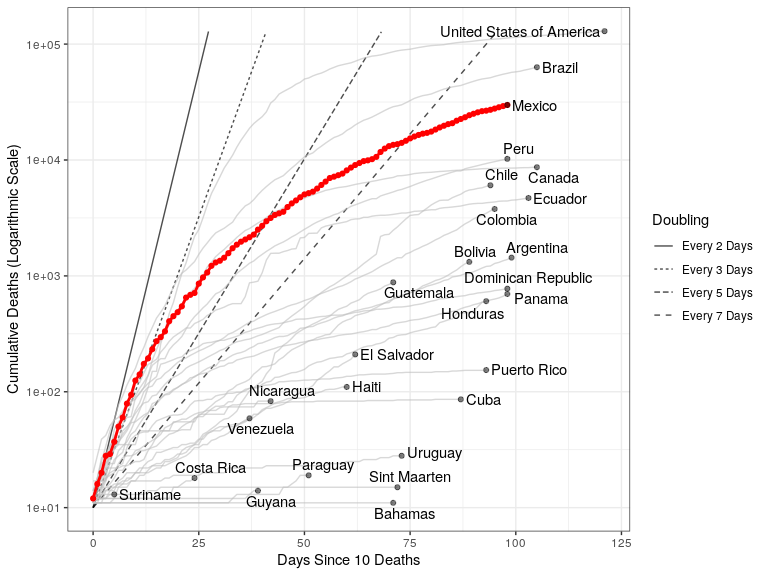 Cumulative Deaths (Logarithmic Scale)
1e+05
1e+04
1e+03
1e+02
1e+01
United States of America
Brazil
Mexico
Peru
Chile
Canada
Ecuador
Colombia
Bolivia
Argentina
Dominican Republic
Guatemala
Panama
Honduras
El Salvador
Puerto Rico
Nicaragua
Haiti
Cuba
Venezuela
Uruguay
Costa Rica
Paraguay
Sint Maarten
Suriname
Guyana
Bahamas
0
25
50
75
100
125
Days Since 10 Deaths
Doubling
Every 2 Days
Every 3 Days
Every 5 Days
Every 7 Days